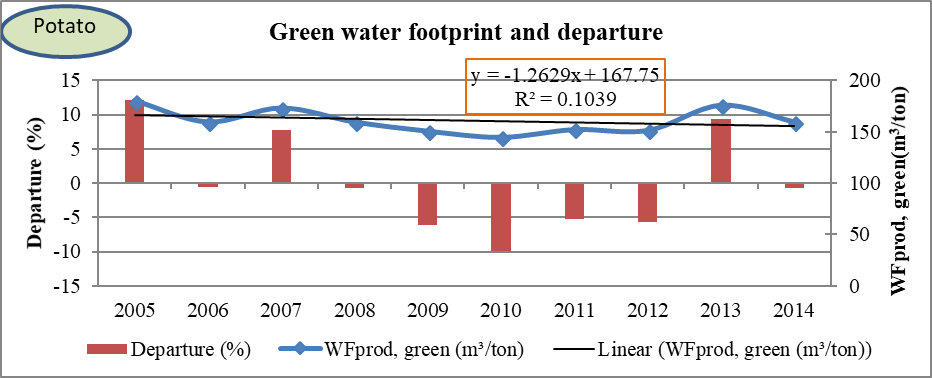 Potato
Green water footprint and departure
y = -1.2629x + 167.75
R² = 0.1039
Departure (%)
15
10
5
0
-5
-10
-15
200
150
100
50
0
WFprod, green(m³/ton)
2005 2006 2007 2008 2009 2010 2011 2012 2013 2014
Departure (%) WFprod, green (m³/ton) Linear (WFprod, green (m³/ton))